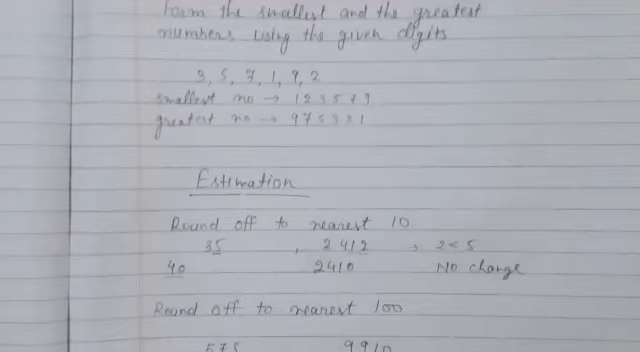 form the smallest and the greatest
numbers using the given digits
3, 5, 7, 1, 9, 2
smallest no → 123579
greatest no → 975321
Estimation
Round off to nearest 10
35 , 2412 , 2<5
40 2410 No change
Round off to nearest 100
575 9910